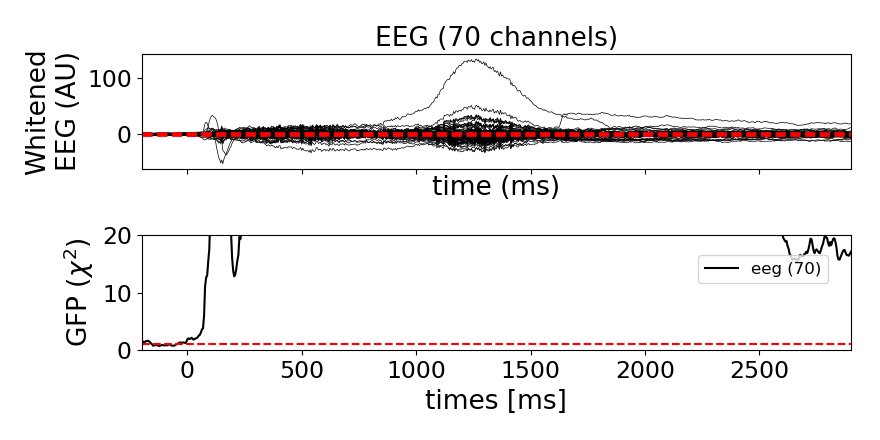 EEG (70 channels)
Whitened
EEG (AU)
100
0
time (ms)
GFP (χ²)
20
10
0
eeg (70)
0 500 1000 1500 2000 2500
times [ms]